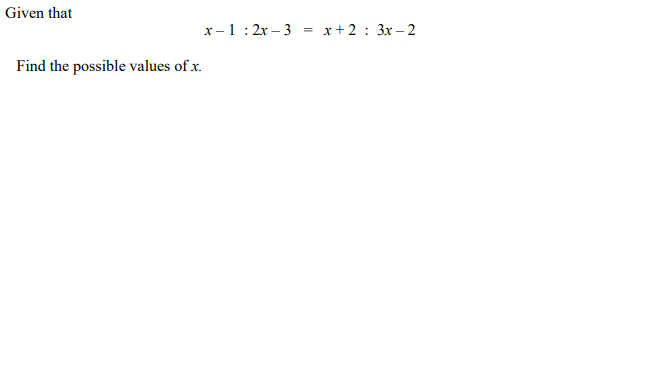 Given that
x – 1 : 2x – 3 = x + 2 : 3x – 2
Find the possible values of x.